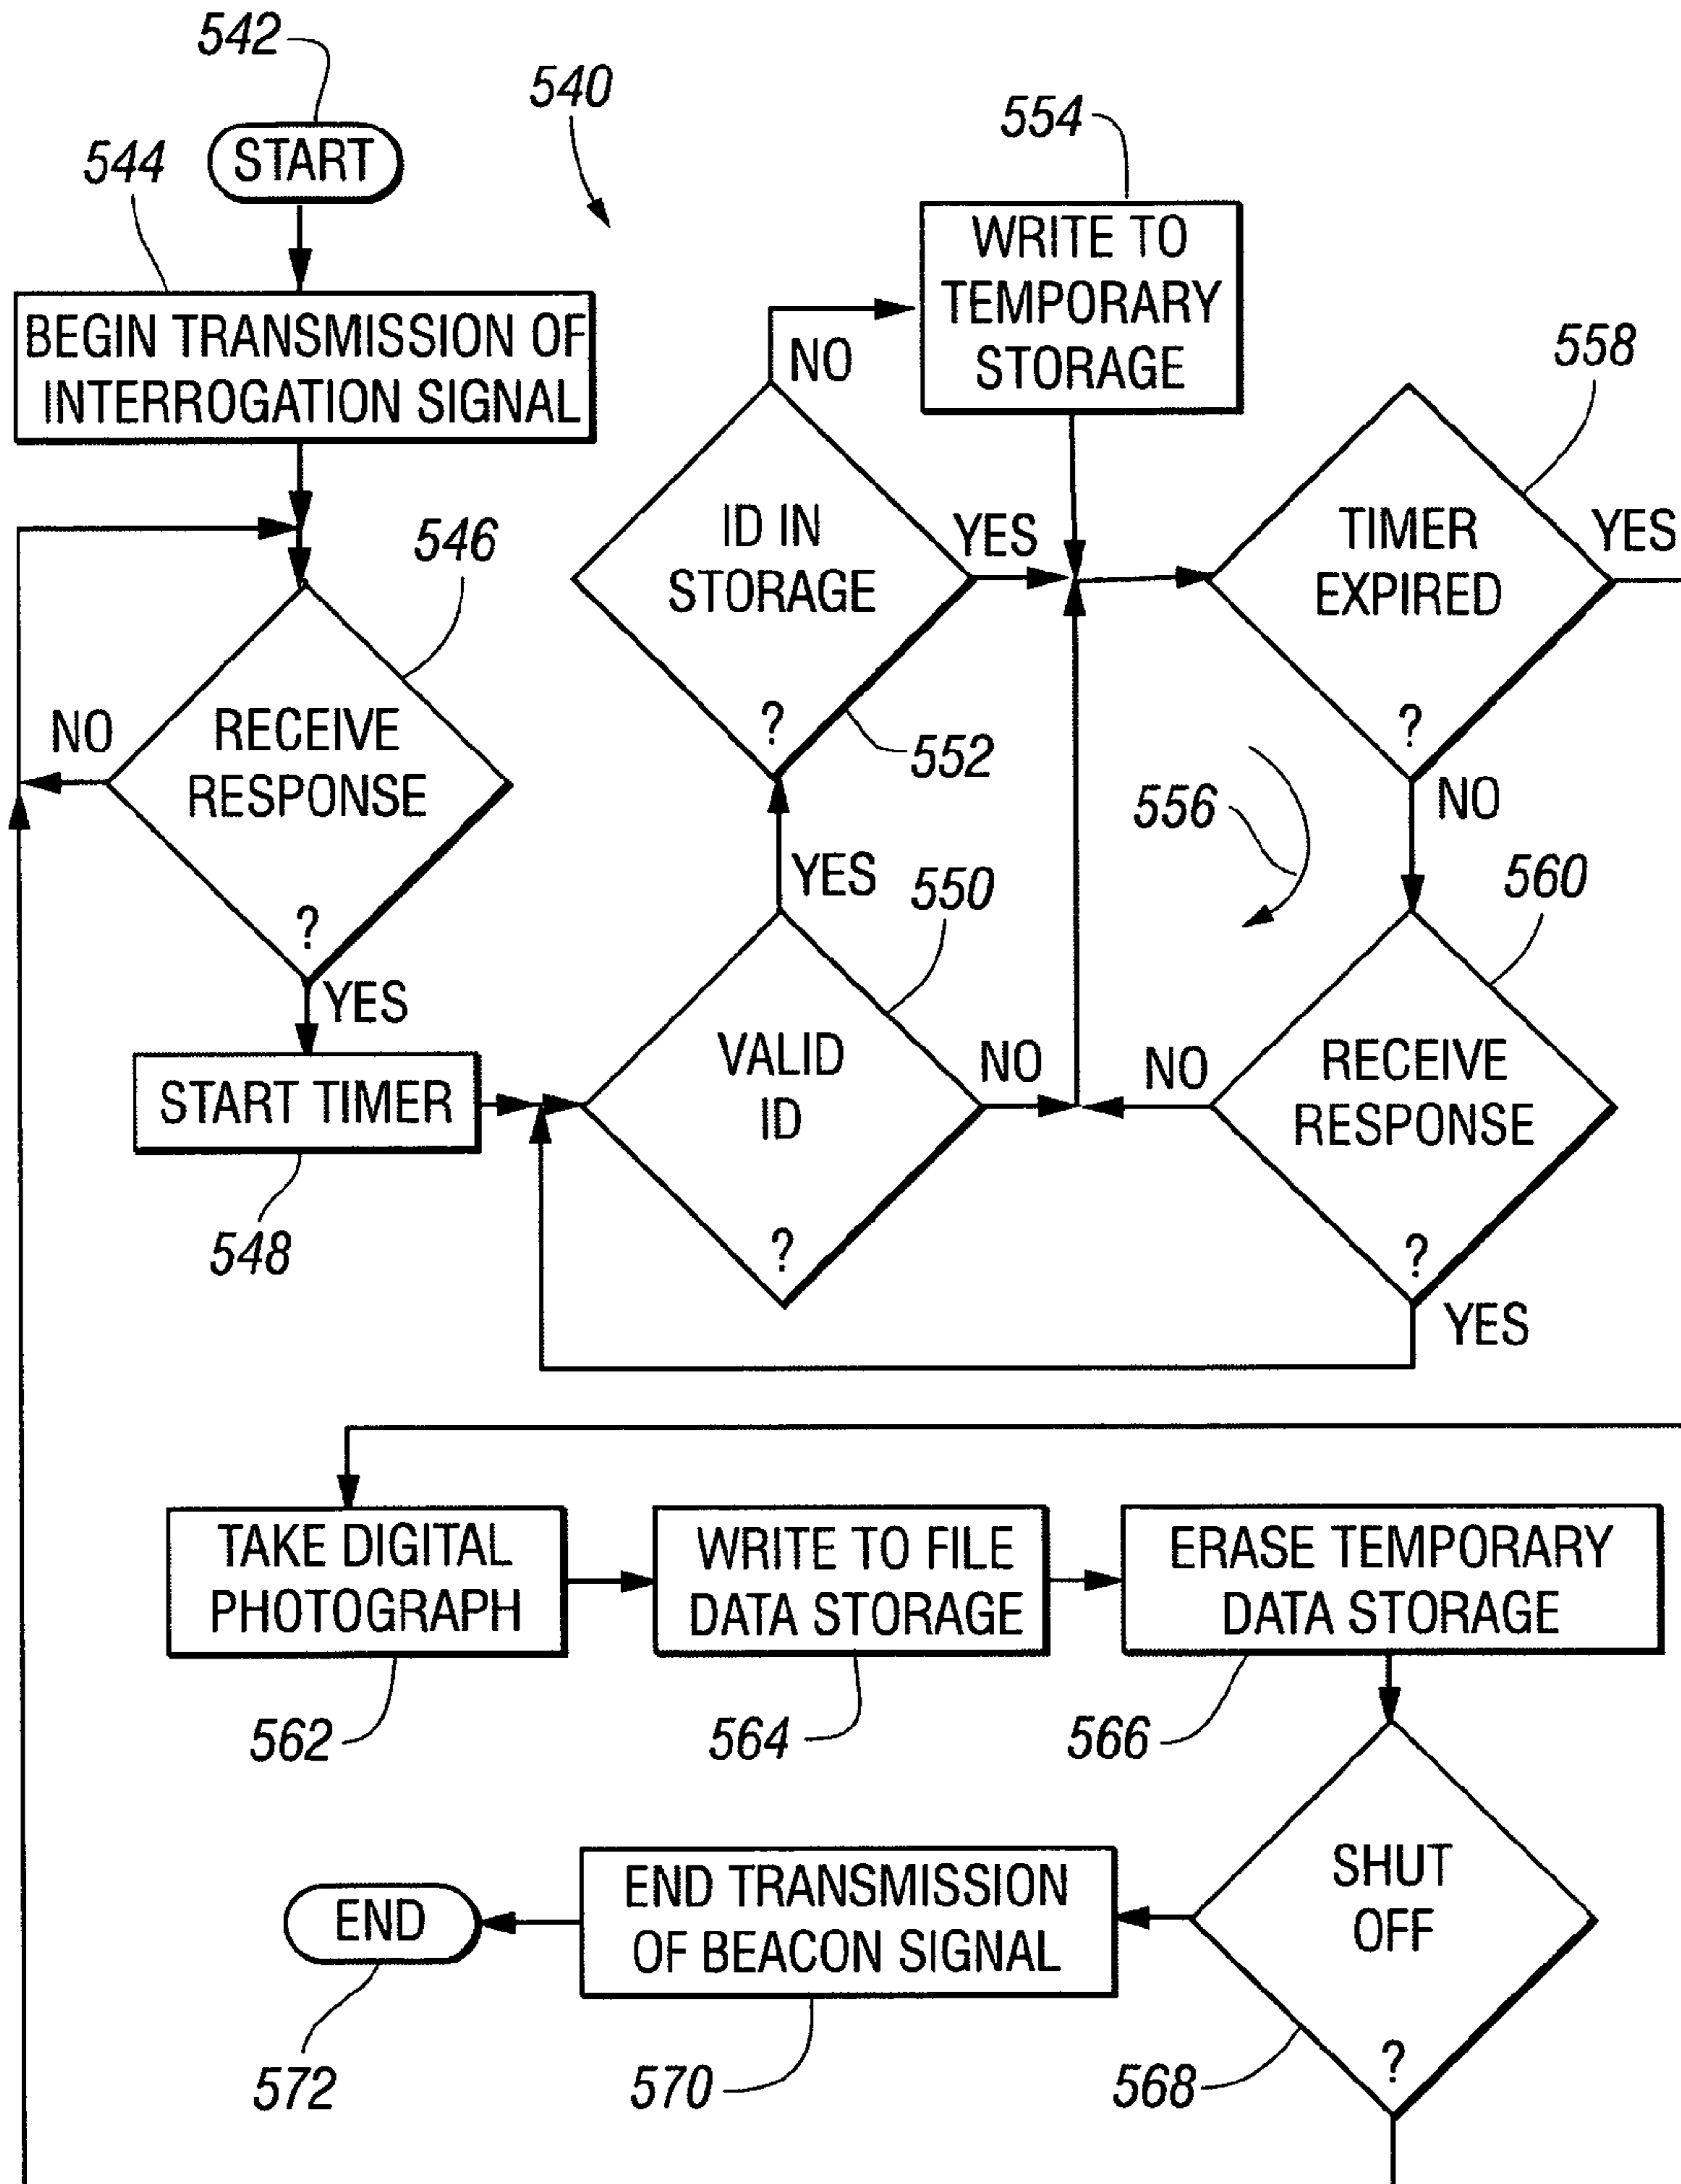 542
540
554
544
START
WRITE TO
TEMPORARY
STORAGE
BEGIN TRANSMISSION OF
INTERROGATION SIGNAL
NO
558
546
ID IN
STORAGE
?
YES
TIMER
EXPIRED
?
YES
NO
RECEIVE
RESPONSE
?
552
556
NO
YES
550
560
YES
START TIMER
VALID
ID
?
NO
NO
RECEIVE
RESPONSE
?
548
YES
TAKE DIGITAL
PHOTOGRAPH
WRITE TO FILE
DATA STORAGE
ERASE TEMPORARY
DATA STORAGE
562
564
566
END
END TRANSMISSION
OF BEACON SIGNAL
SHUT
OFF
?
572
570
568